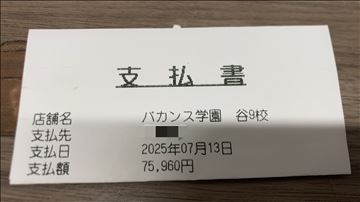 支払書
店舗名 バカンス学園 谷9校
支払先
支払日 2025年07月13日
支払額 75,960円